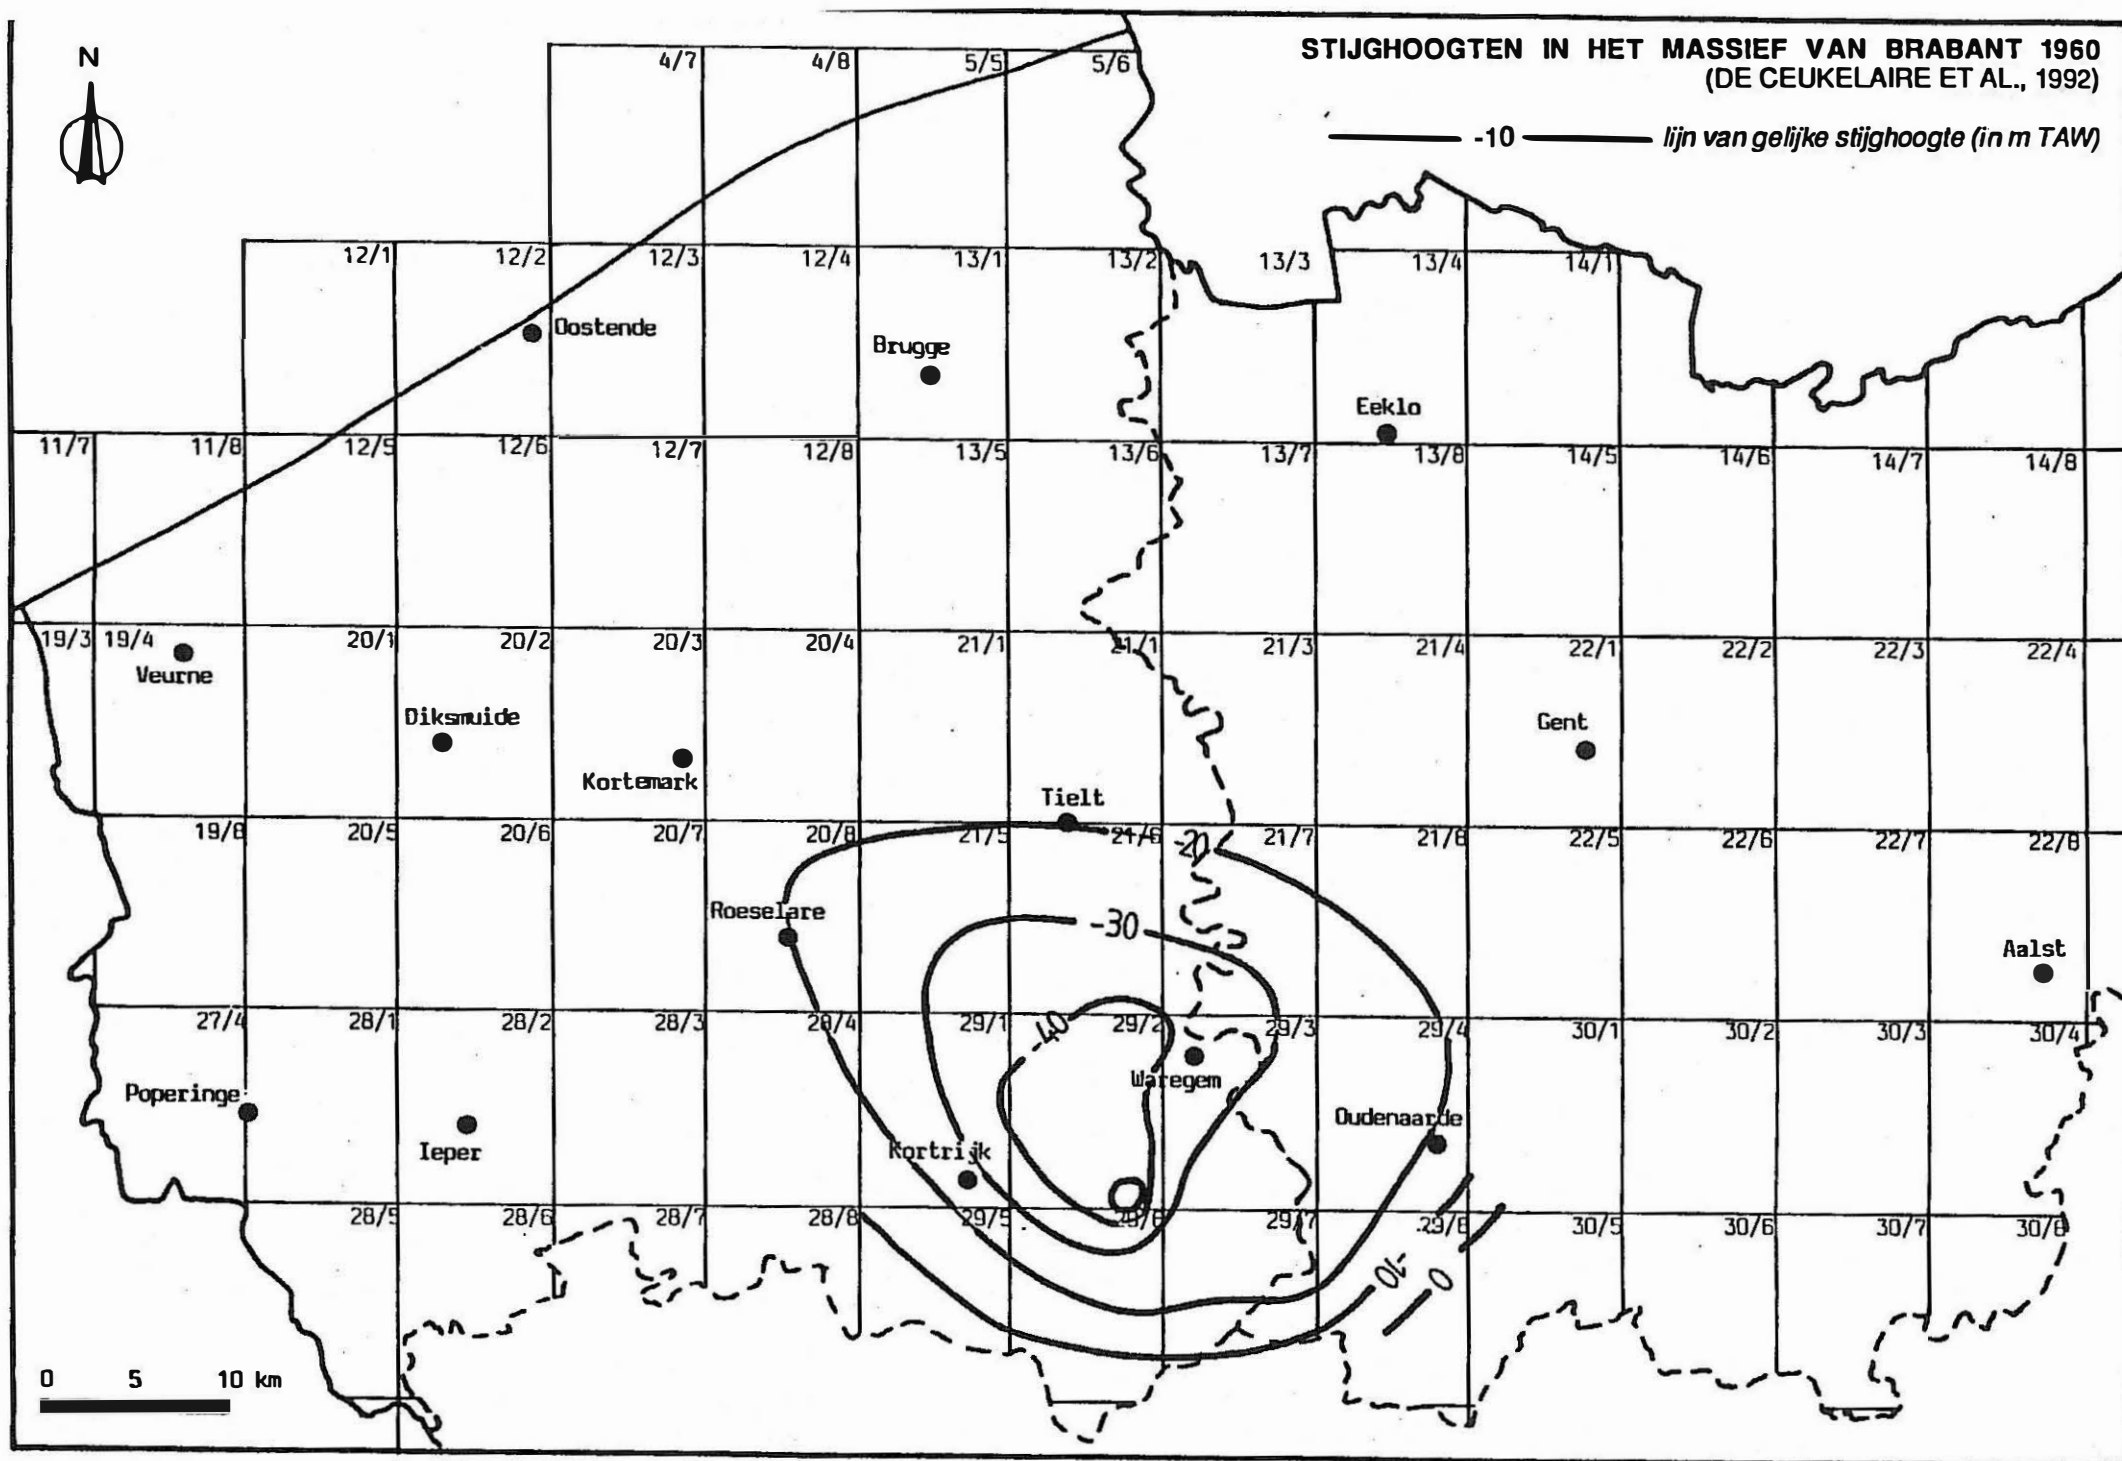 N
STIJGHOOGTEN IN HET MASSIEF VAN BRABANT 1960
(DE CEUKELAIRE ET AL., 1992)
-10 lijn van gelijke stijghoogte (in m TAW)
4/7 4/8 5/5 5/6
12/1 12/2 12/3 12/4 13/1 13/2 13/3 13/4 14/1
Oostende
Brugge
Eeklo
11/7 11/8 12/5 12/6 12/7 12/8 13/5 13/6 13/7 13/8 14/5 14/6 14/7 14/8
19/3 19/4 20/1 20/2 20/3 20/4 21/1 21/1 21/3 21/4 22/1 22/2 22/3 22/4
Veurne
Diksmuide
Gent
Kortemark
Tielt
19/8 20/5 20/6 20/7 20/8 21/5 21/6 -20 21/7 21/8 22/5 22/6 22/7 22/8
Roeselare
-30
Aalst
27/4 28/1 28/2 28/3 28/4 29/1 -40 29/2 29/3 29/4 30/1 30/2 30/3 30/4
Waregem
Poperinge
Oudenaarde
Ieper
Kortrijk
28/5 28/6 28/7 28/8 29/5 29/6 29/7 29/8 30/5 30/6 30/7 30/8
-10
0
0 5 10 km